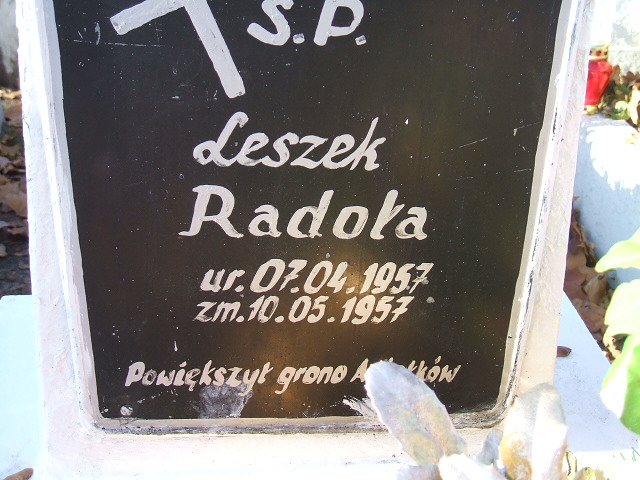 Ś.P.
Leszek
Radoła
ur. 07.04.1957
zm. 10.05.1957
Powiększył grono